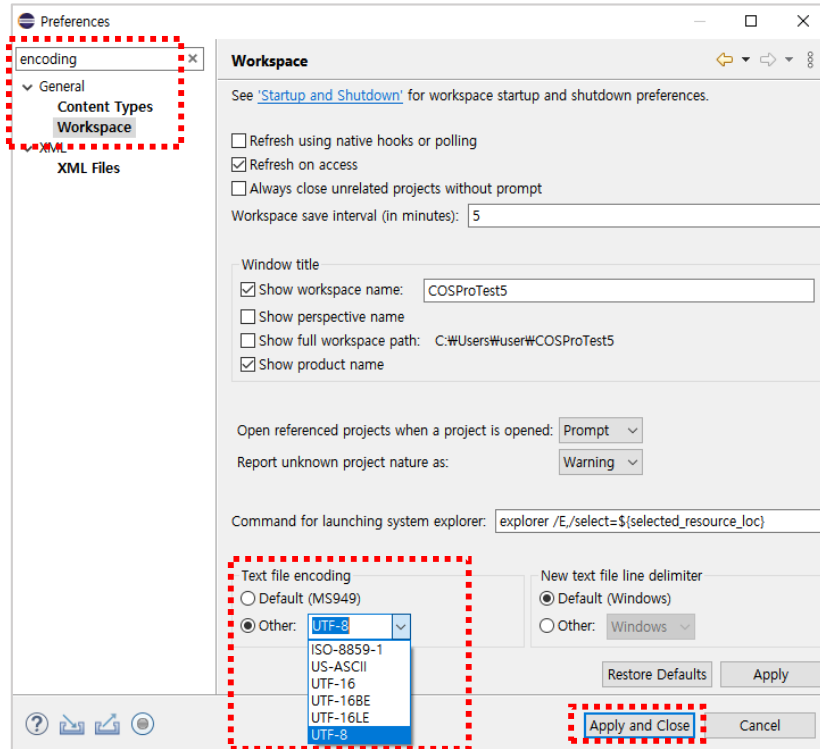 Preferences
encoding
General
Content Types
Workspace
XML
XML Files
Workspace
See 'Startup and Shutdown' for workspace startup and shutdown preferences.
Refresh using native hooks or polling
Refresh on access
Always close unrelated projects without prompt
Workspace save interval (in minutes): 5
Window title
Show workspace name: COSProTest5
Show perspective name
Show full workspace path: C:₩Users₩user₩COSProTest5
Show product name
Open referenced projects when a project is opened: Prompt
Report unknown project nature as: Warning
Command for launching system explorer: explorer /E,/select=${selected_resource_loc}
Text file encoding
Default (MS949)
Other: UTF-8
ISO-8859-1
US-ASCII
UTF-16
UTF-16BE
UTF-16LE
UTF-8
New text file line delimiter
Default (Windows)
Other: Windows
Restore Defaults Apply
Apply and Close Cancel